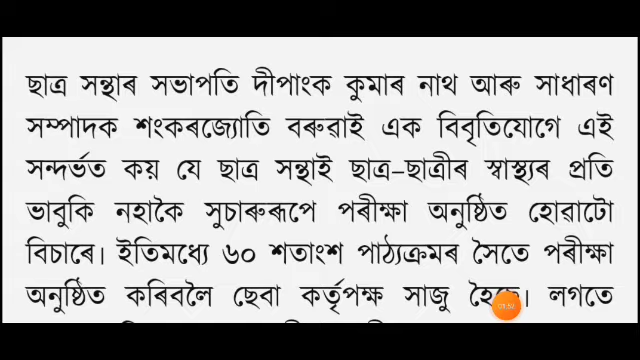 ছাত্ৰ সন্থাৰ সভাপতি দীপাংক কুমাৰ নাথ আৰু সাধাৰণ
সম্পাদক শংকৰজ্যোতি বৰুৱাই এক বিবৃতিযোগে এই
সন্দৰ্ভত কয় যে ছাত্ৰ সন্থাই ছাত্ৰ-ছাত্ৰীৰ স্বাস্থ্যৰ প্ৰতি
ভাবুকি নহাকৈ সুচাৰুৰূপে পৰীক্ষা অনুষ্ঠিত হোৱাটো
বিচাৰে। ইতিমধ্যে ৬০ শতাংশ পাঠ্যক্ৰমৰ সৈতে পৰীক্ষা
অনুষ্ঠিত কৰিবলৈ ছেবা কৰ্তৃপক্ষ সাজু হৈছে। লগতে